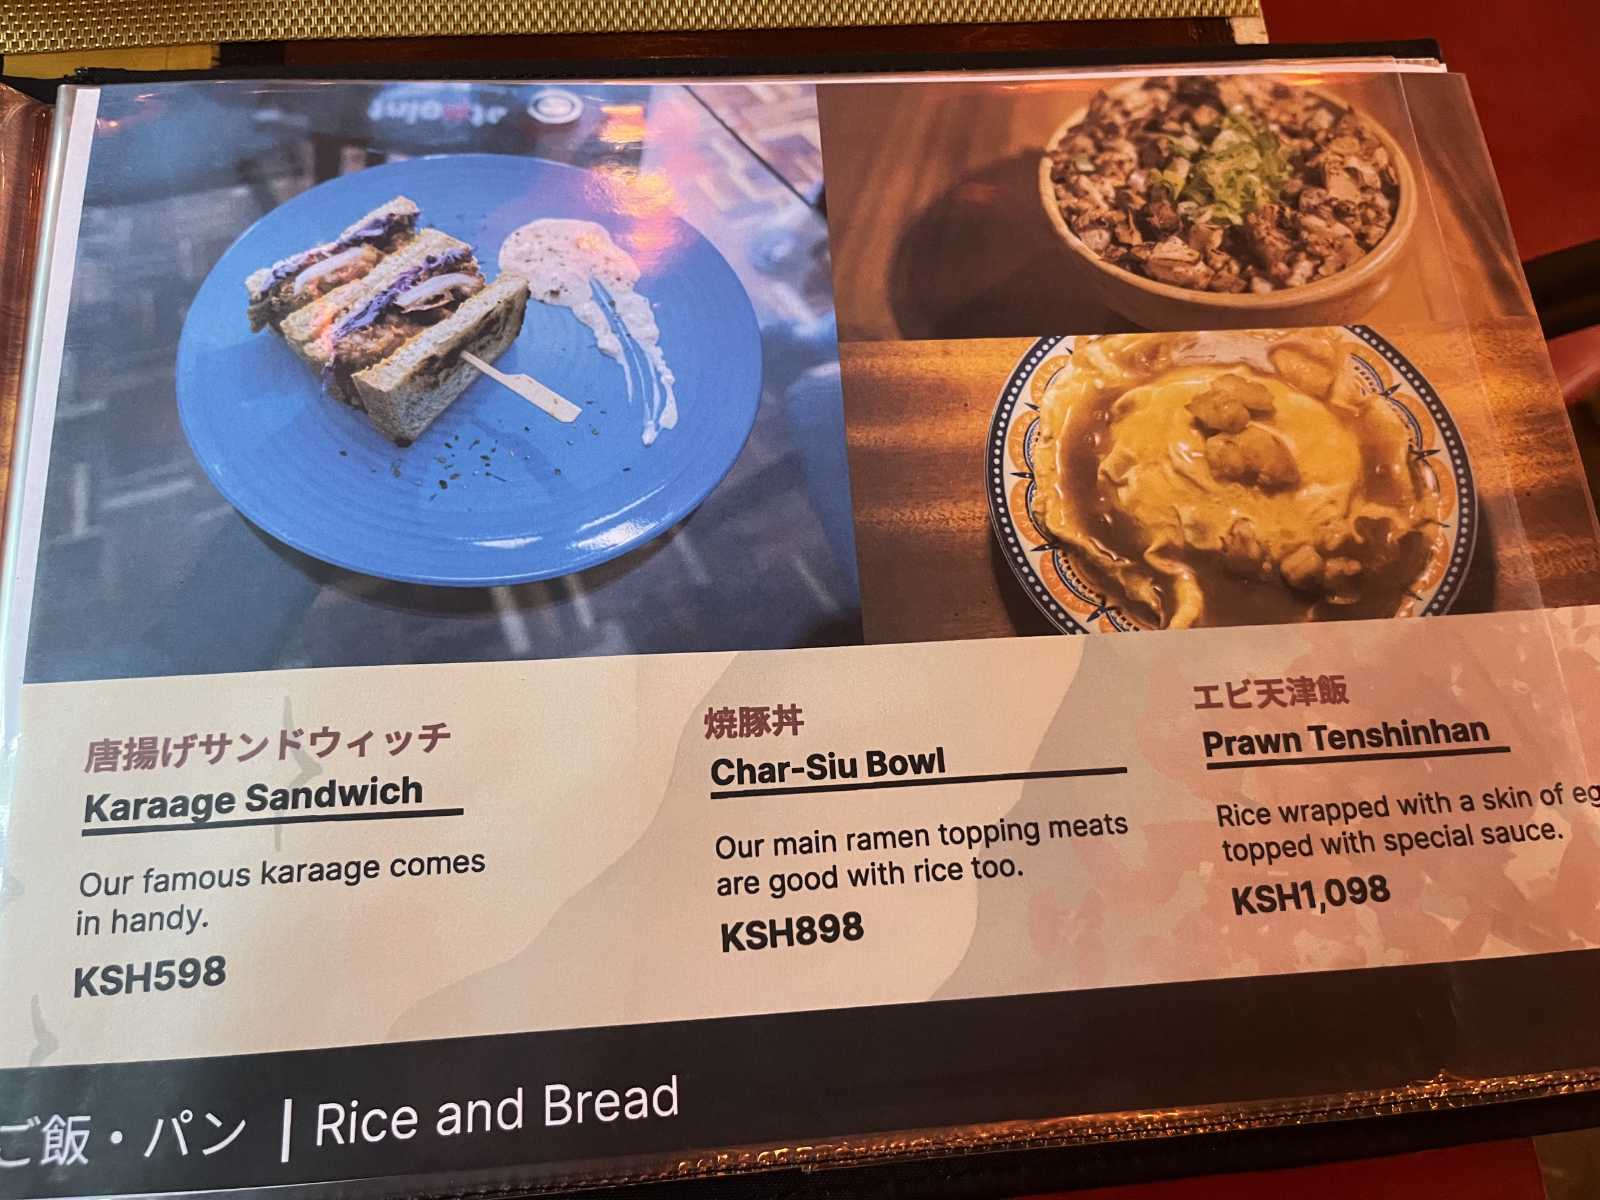 唐揚げサンドウィッチ
Karaage Sandwich
Our famous karaage comes
in handy.
KSH598
焼豚丼
Char-Siu Bowl
Our main ramen topping meats
are good with rice too.
KSH898
エビ天津飯
Prawn Tenshinhan
Rice wrapped with a skin of eg
topped with special sauce.
KSH1,098
ご飯・パン | Rice and Bread